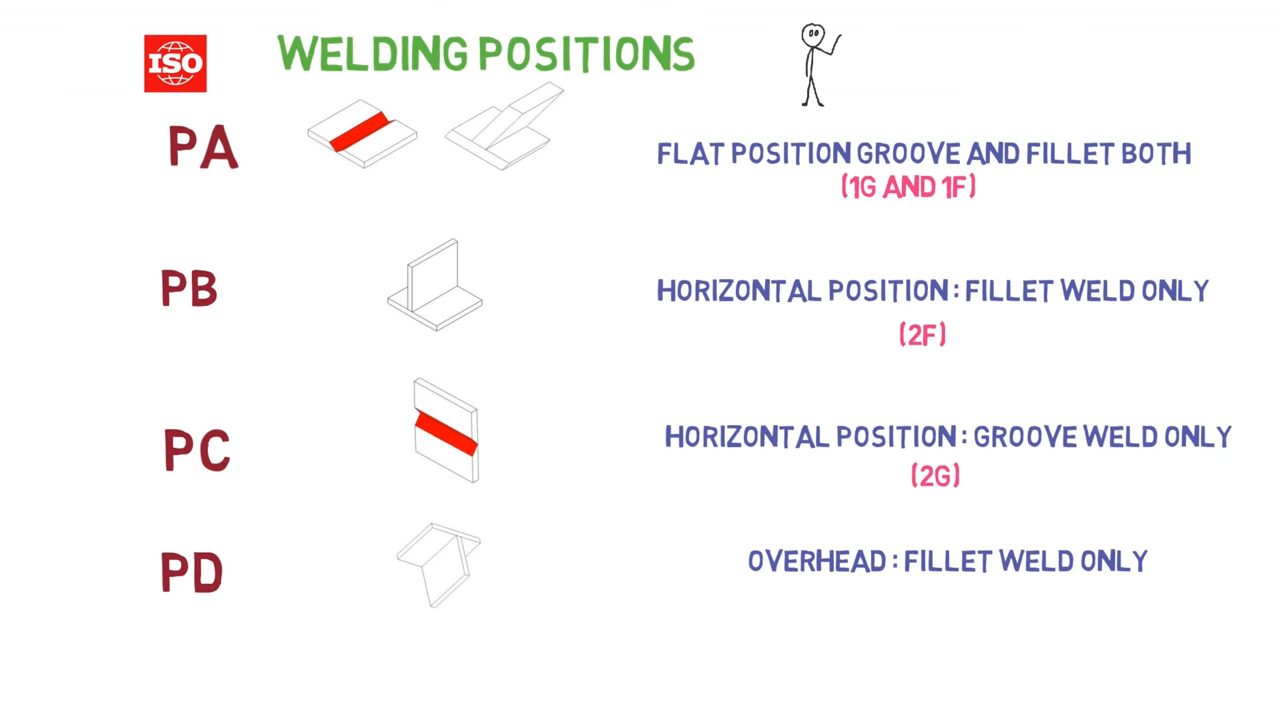 ISO
WELDING POSITIONS
PA
FLAT POSITION GROOVE AND FILLET BOTH
(1G AND 1F)
PB
HORIZONTAL POSITION : FILLET WELD ONLY
(2F)
PC
HORIZONTAL POSITION : GROOVE WELD ONLY
(2G)
PD
OVERHEAD : FILLET WELD ONLY